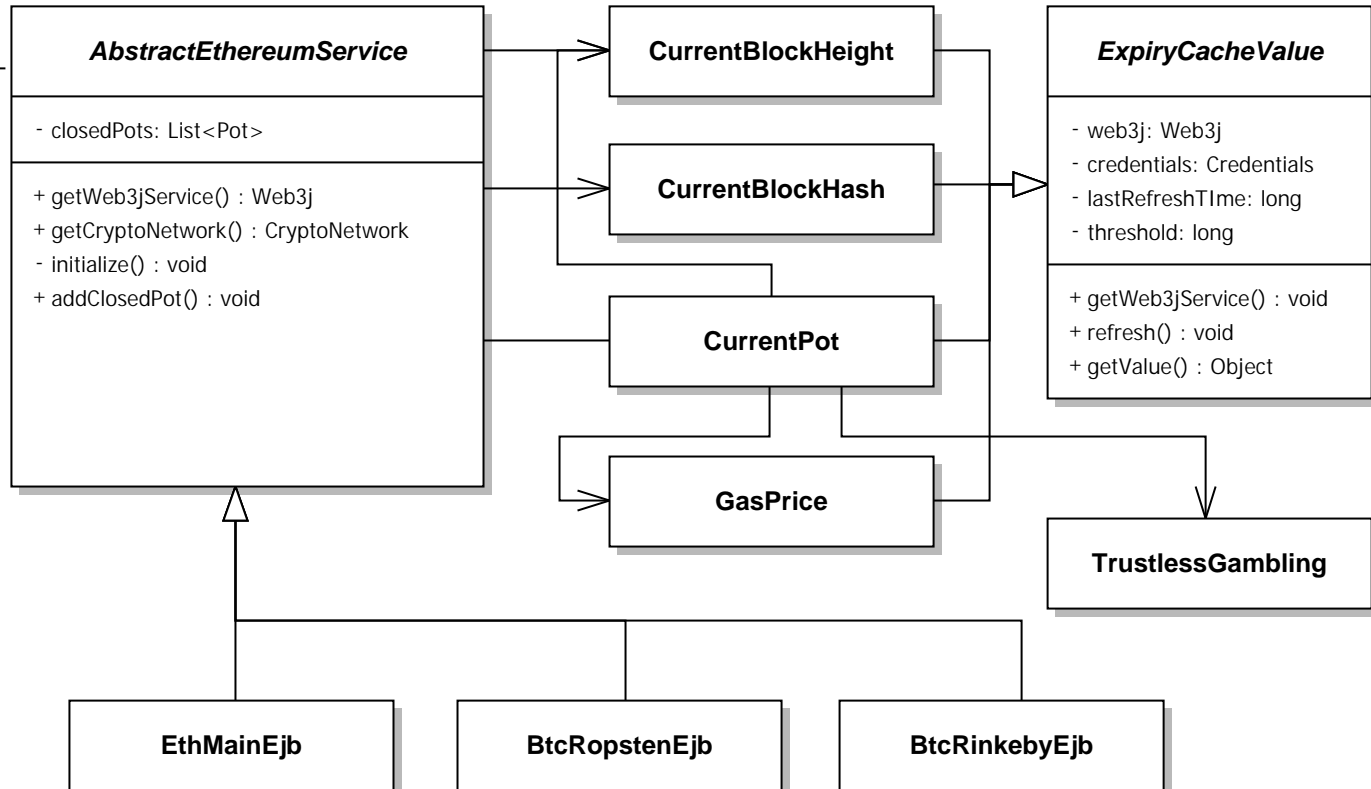 AbstractEthereumService
- closedPots: List<Pot>
+ getWeb3jService() : Web3j
+ getCryptoNetwork() : CryptoNetwork
- initialize() : void
+ addClosedPot() : void
CurrentBlockHeight
CurrentBlockHash
CurrentPot
GasPrice
ExpiryCacheValue
- web3j: Web3j
- credentials: Credentials
- lastRefreshTIme: long
- threshold: long
+ getWeb3jService() : void
+ refresh() : void
+ getValue() : Object
TrustlessGambling
EthMainEjb
BtcRopstenEjb
BtcRinkebyEjb